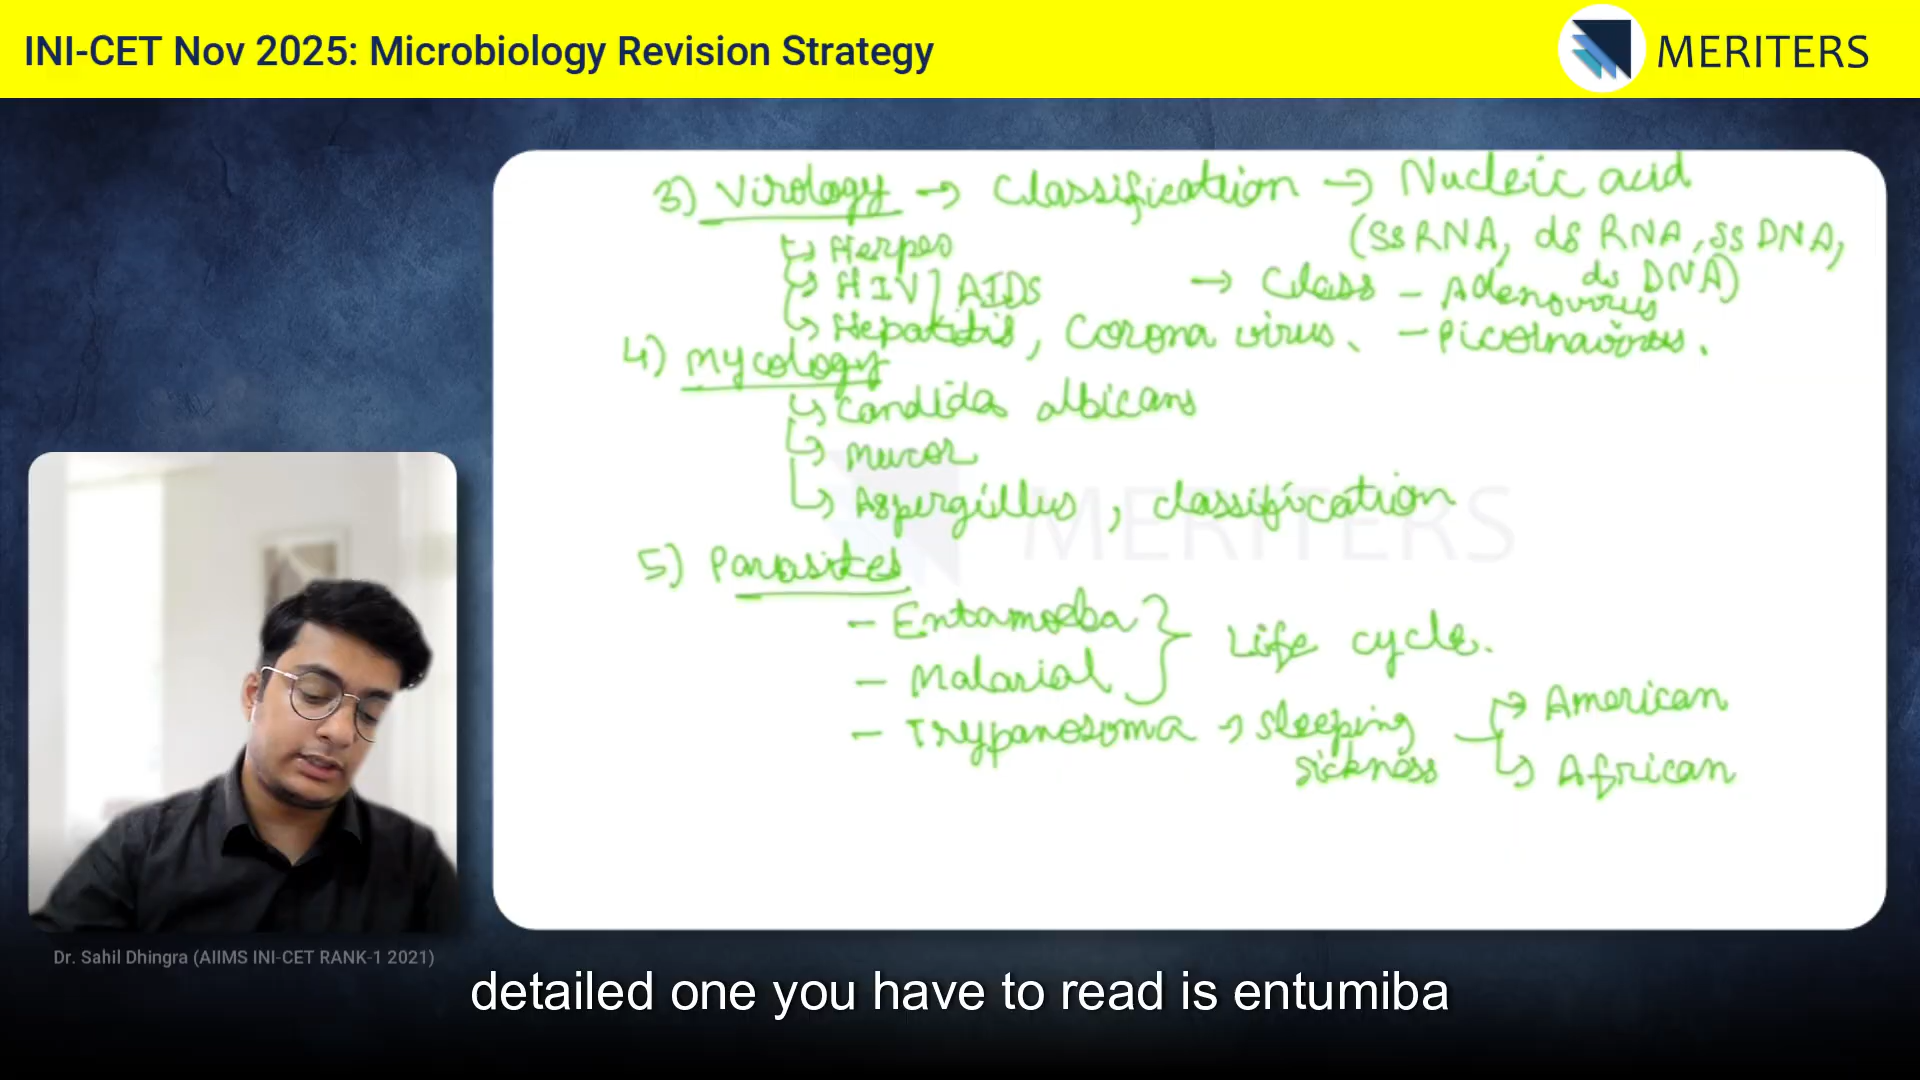 INI-CET Nov 2025: Microbiology Revision Strategy
MERITERS
3) Virology → Classification → Nucleic acid
(ss RNA, ds RNA, ss DNA,
ds DNA)
↳ Herpes
↳ HIV / AIDS → Class - Adenovirus
↳ Hepatitis, Corona virus. - Picornavirus.
4) Mycology
↳ Candida albicans
↳ Mucor
↳ Aspergillus, classification
MERITERS
5) Parasites
- Entamoeba } Life cycle.
- Malarial
- Trypanosoma → Sleeping sickness → American
↳ African
Dr. Sahil Dhingra (AIIMS INI-CET RANK-1 2021)
detailed one you have to read is entumiba